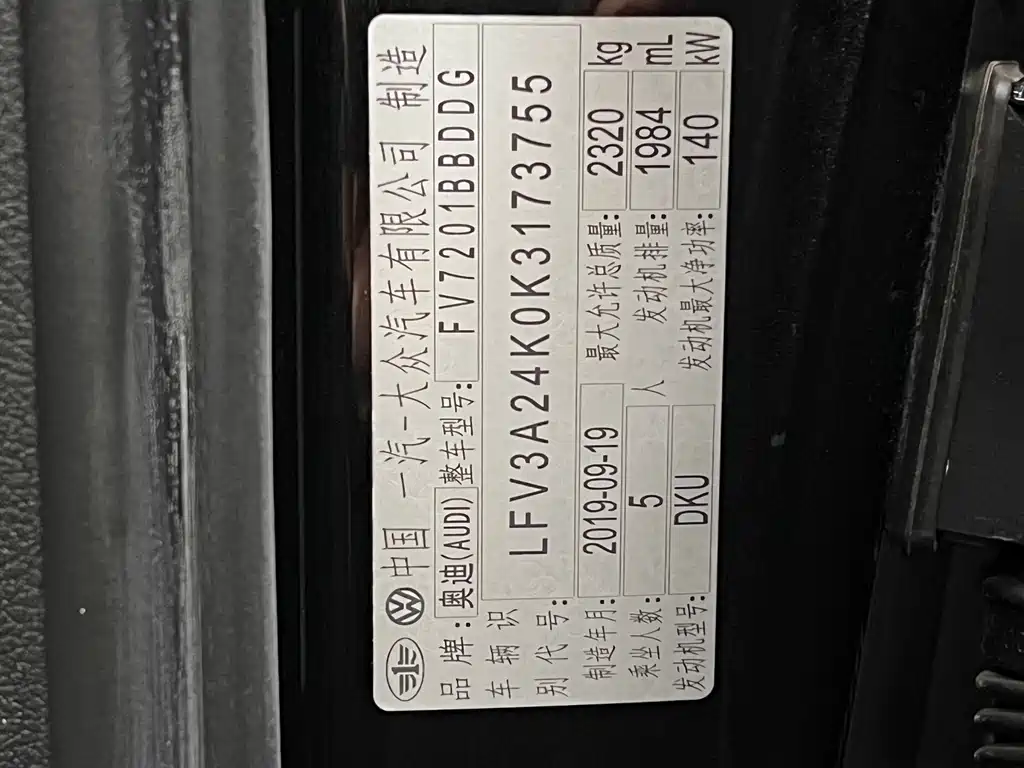 中国 一汽-大众汽车有限公司 制造
品牌:奥迪(AUDI) 整车型号:FV7201BBDDG
车辆识别代号:LFV3A24K0K3173755
制造年月:2019-09-19 最大允许总质量:2320 kg
乘坐人数:5 人 发动机排量:1984 mL
发动机型号:DKU 发动机最大净功率:140 kW